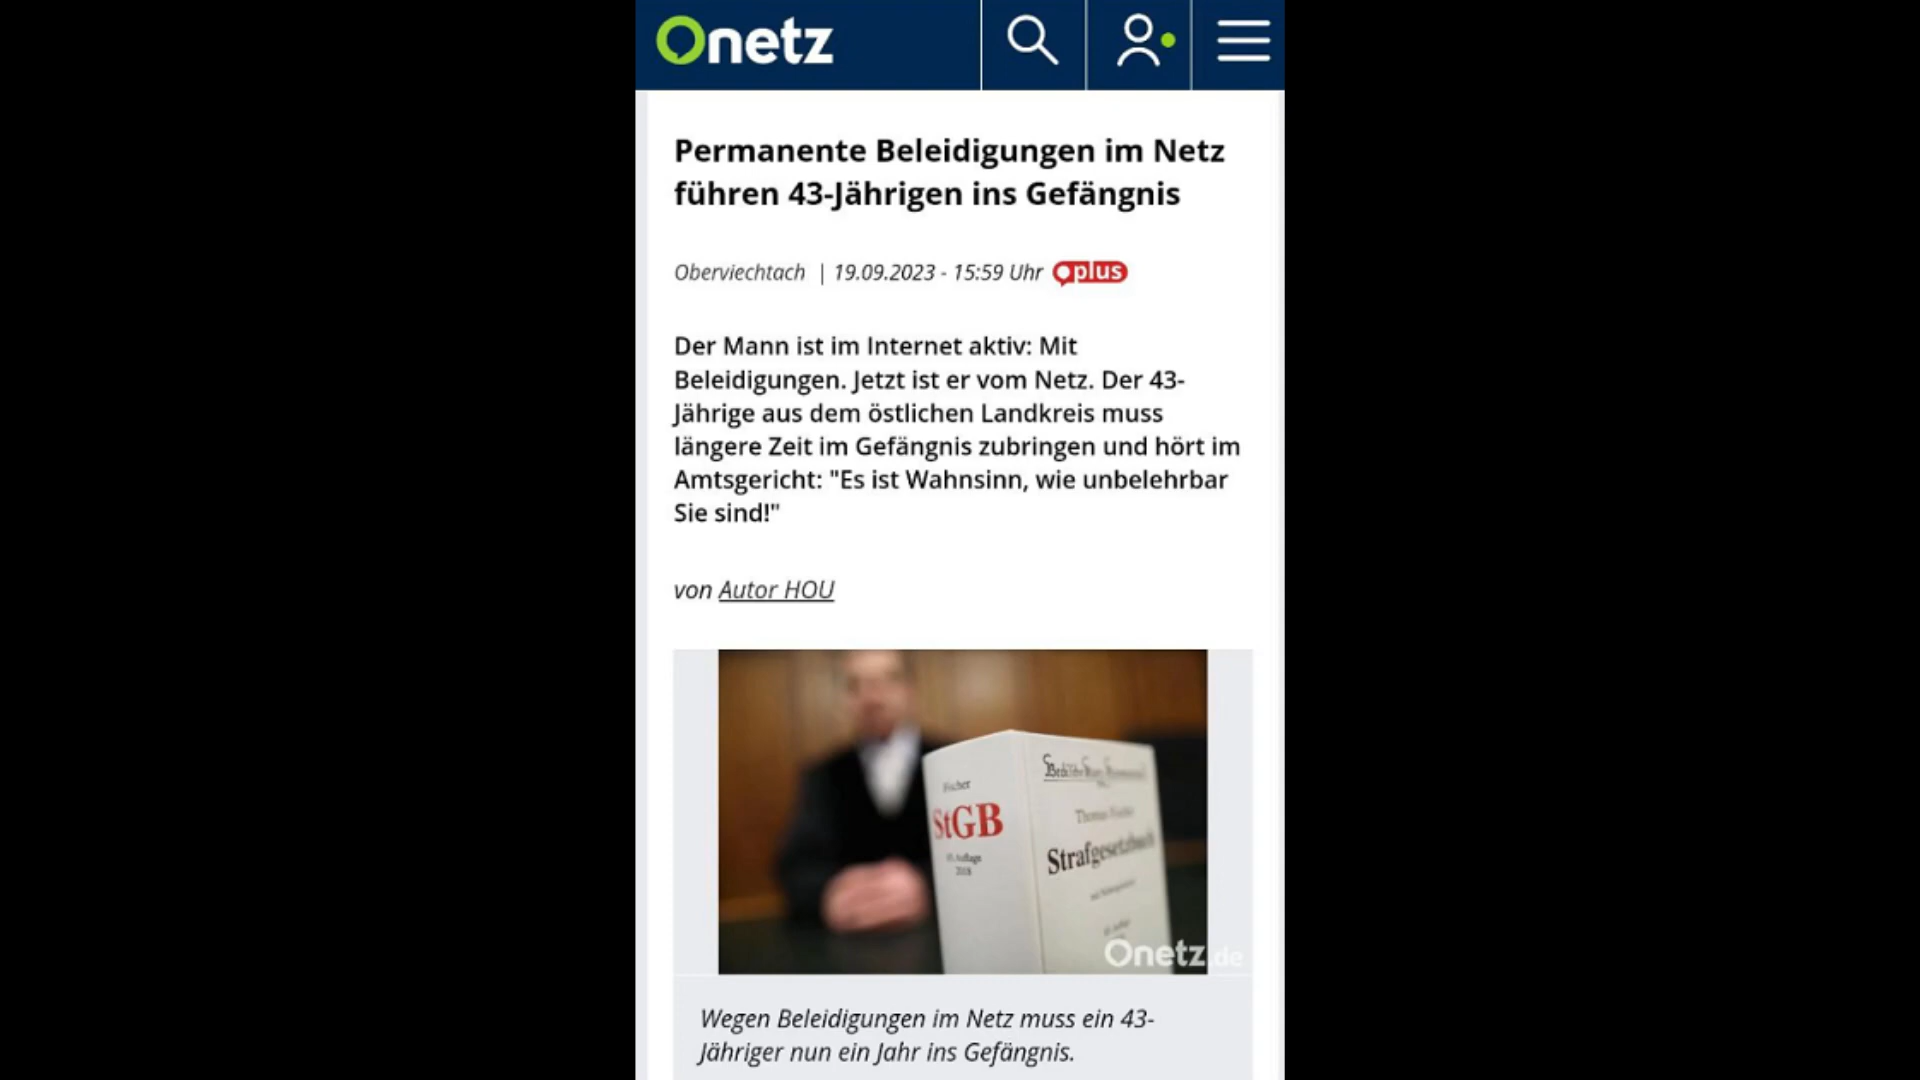 Onetz
Permanente Beleidigungen im Netz
führen 43-Jährigen ins Gefängnis
Oberviechtach | 19.09.2023 - 15:59 Uhr plus
Der Mann ist im Internet aktiv: Mit
Beleidigungen. Jetzt ist er vom Netz. Der 43-
Jährige aus dem östlichen Landkreis muss
längere Zeit im Gefängnis zubringen und hört im
Amtsgericht: "Es ist Wahnsinn, wie unbelehrbar
Sie sind!"
von Autor HOU
Fischer
StGB
Auflage
2018
Thomas Fischer
Strafgesetzbuch
Onetz.de
Wegen Beleidigungen im Netz muss ein 43-
Jähriger nun ein Jahr ins Gefängnis.